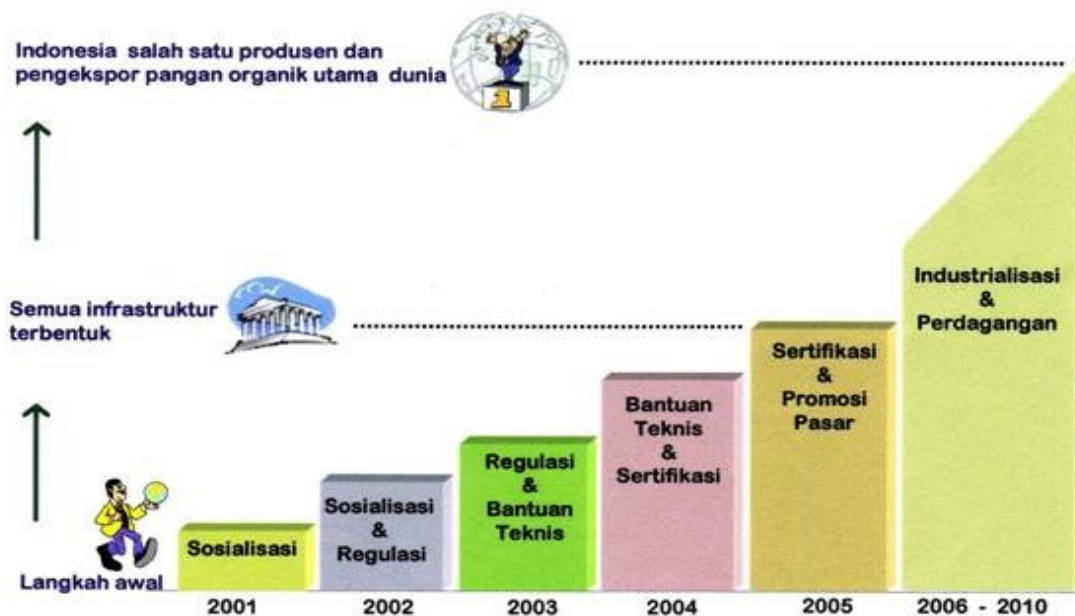 Indonesia salah satu produsen dan
pengekspor pangan organik utama dunia
1
Semua infrastruktur
terbentuk
Langkah awal
Sosialisasi
Sosialisasi
&
Regulasi
Regulasi
&
Bantuan
Teknis
Bantuan
Teknis
&
Sertifikasi
Sertifikasi
&
Promosi
Pasar
Industrialisasi
&
Perdagangan
2001
2002
2003
2004
2005
2006 - 2010